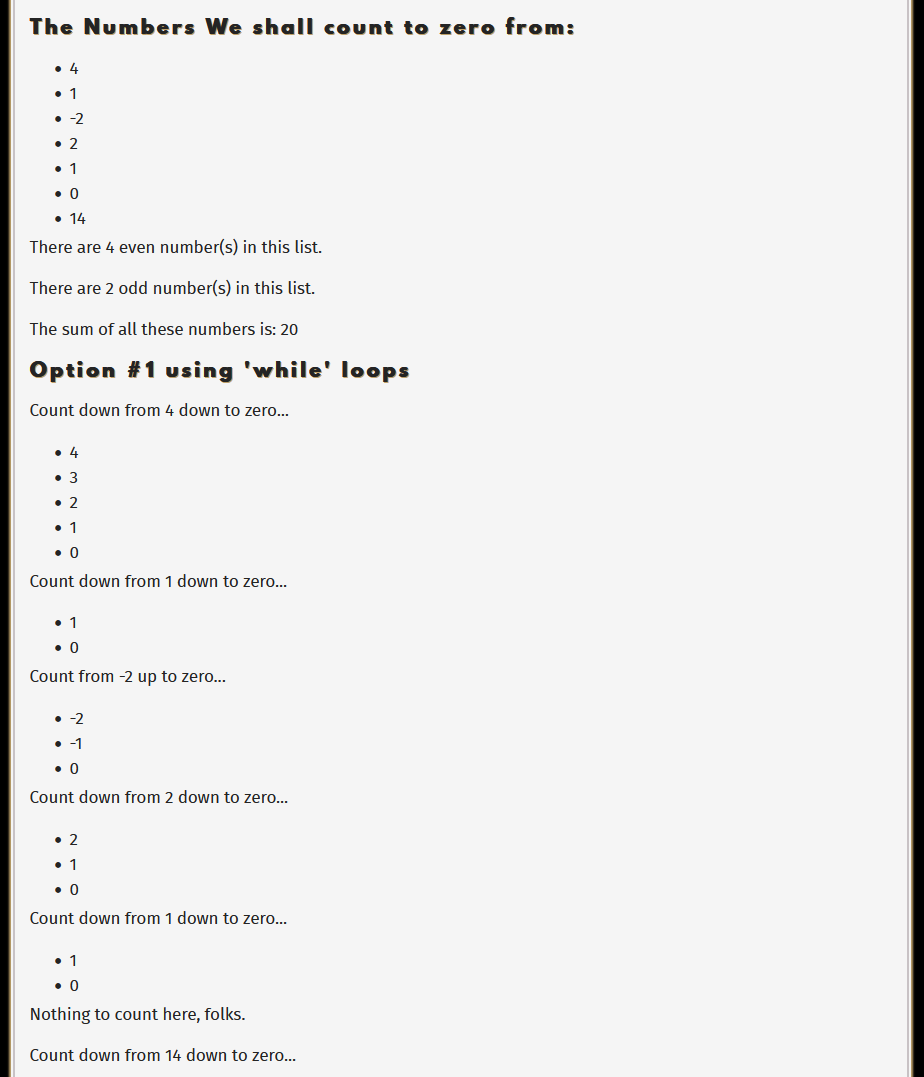 The Numbers We shall count to zero from:
• 4
• 1
• -2
• 2
• 1
• 0
• 14
There are 4 even number(s) in this list.
There are 2 odd number(s) in this list.
The sum of all these numbers is: 20
Option #1 using 'while' loops
Count down from 4 down to zero...
• 4
• 3
• 2
• 1
• 0
Count down from 1 down to zero...
• 1
• 0
Count from -2 up to zero...
• -2
• -1
• 0
Count down from 2 down to zero...
• 2
• 1
• 0
Count down from 1 down to zero...
• 1
• 0
Nothing to count here, folks.
Count down from 14 down to zero...